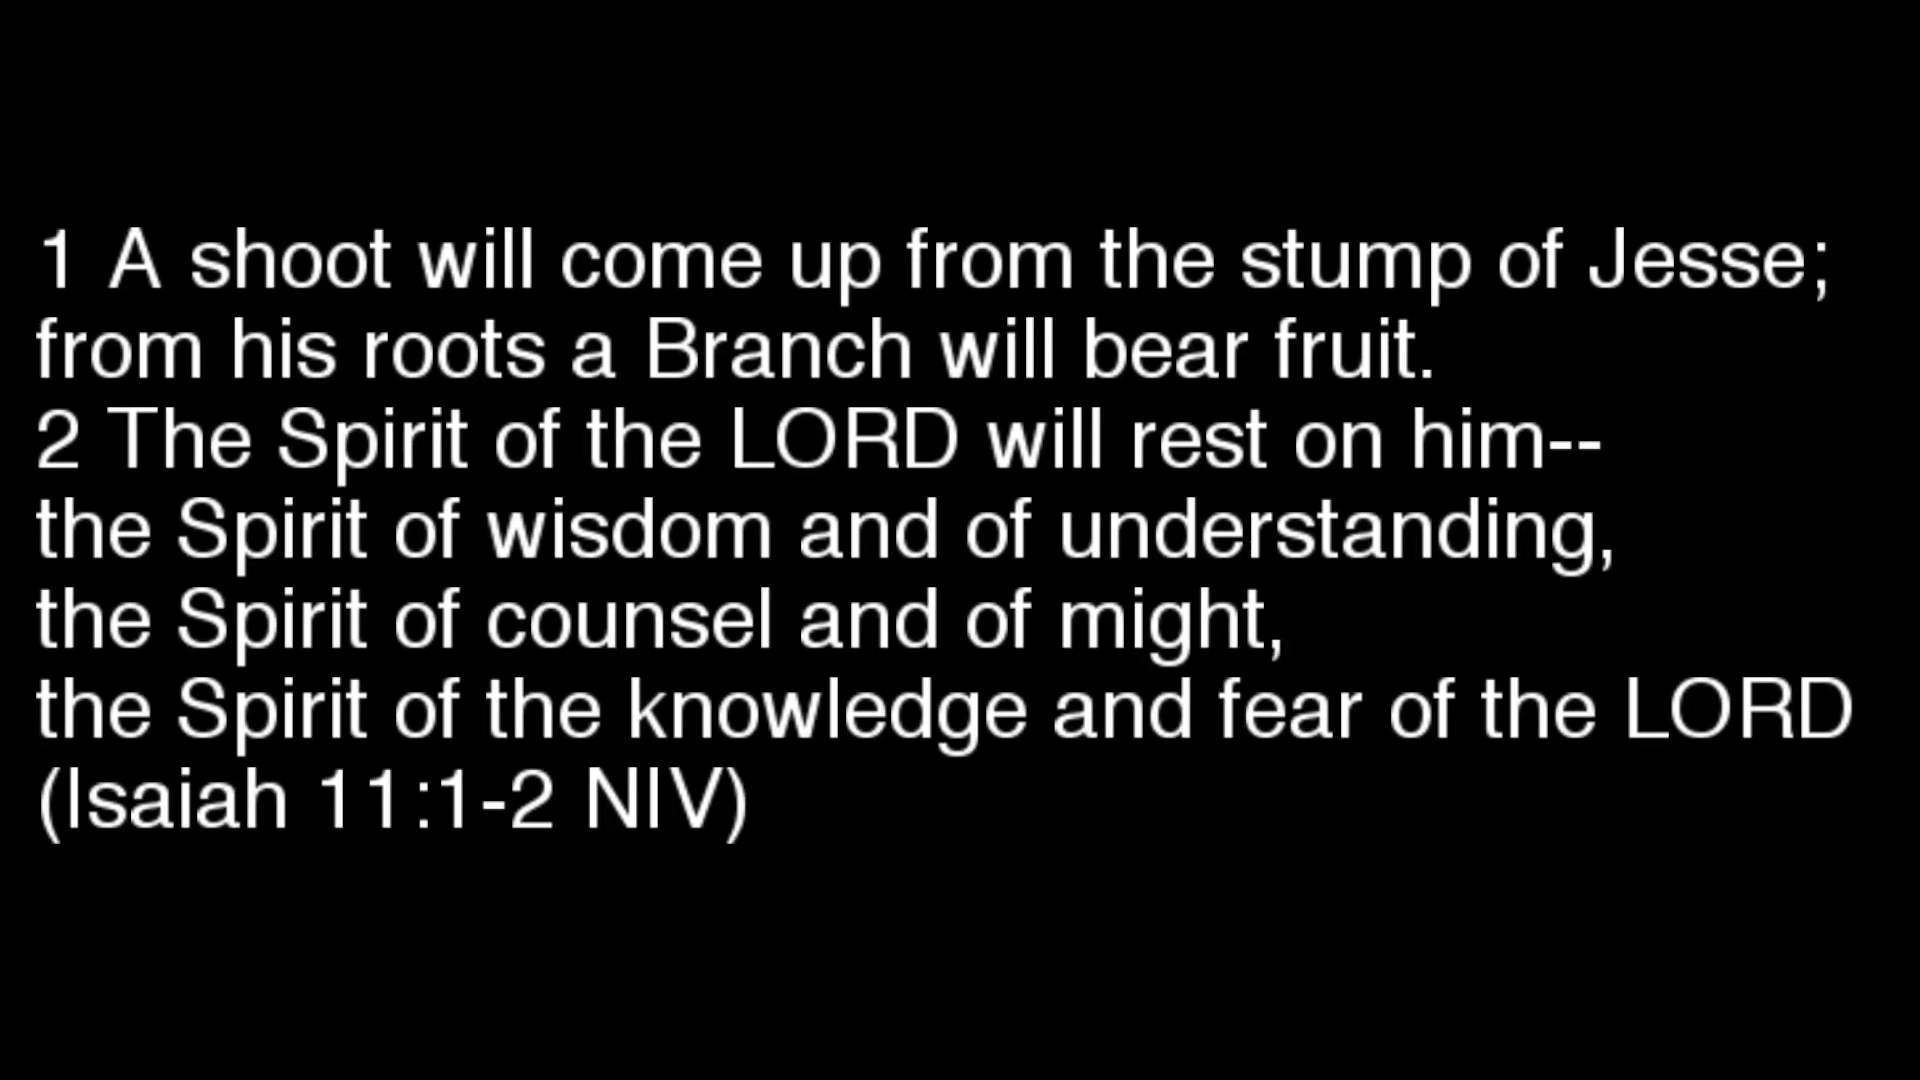 1 A shoot will come up from the stump of Jesse;
from his roots a Branch will bear fruit.
2 The Spirit of the LORD will rest on him--
the Spirit of wisdom and of understanding,
the Spirit of counsel and of might,
the Spirit of the knowledge and fear of the LORD
(Isaiah 11:1-2 NIV)